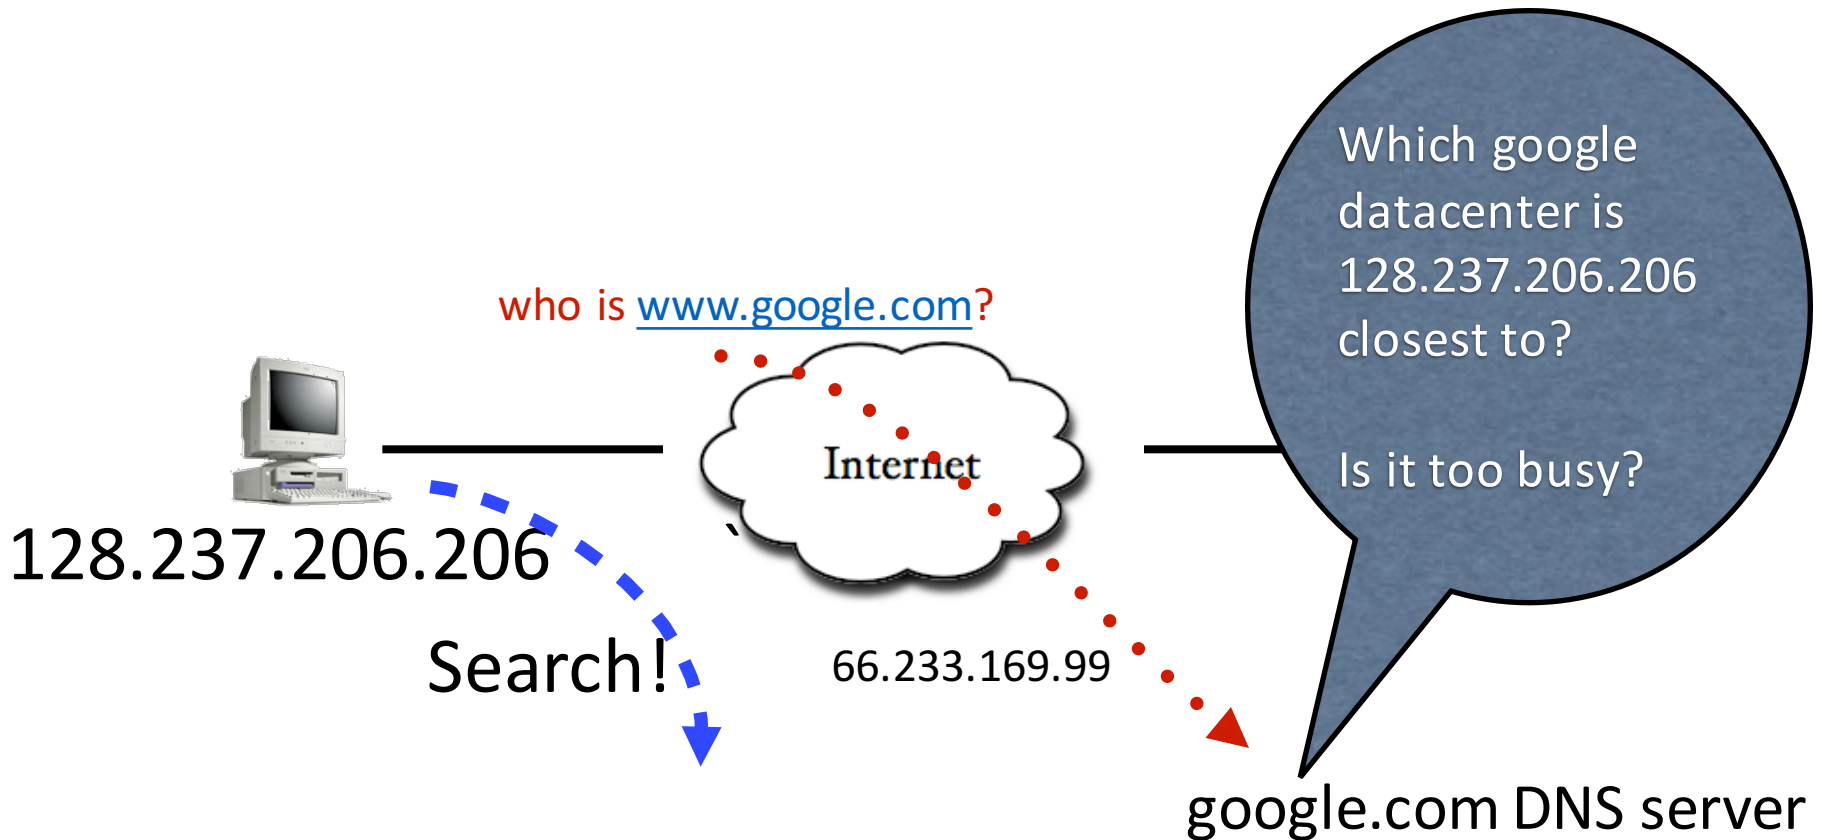 Which google
datacenter is
128.237.206.206
closest to?
Is it too busy?
who is www.google.com?
Internet
128.237.206.206
`
Search!
66.233.169.99
google.com DNS server